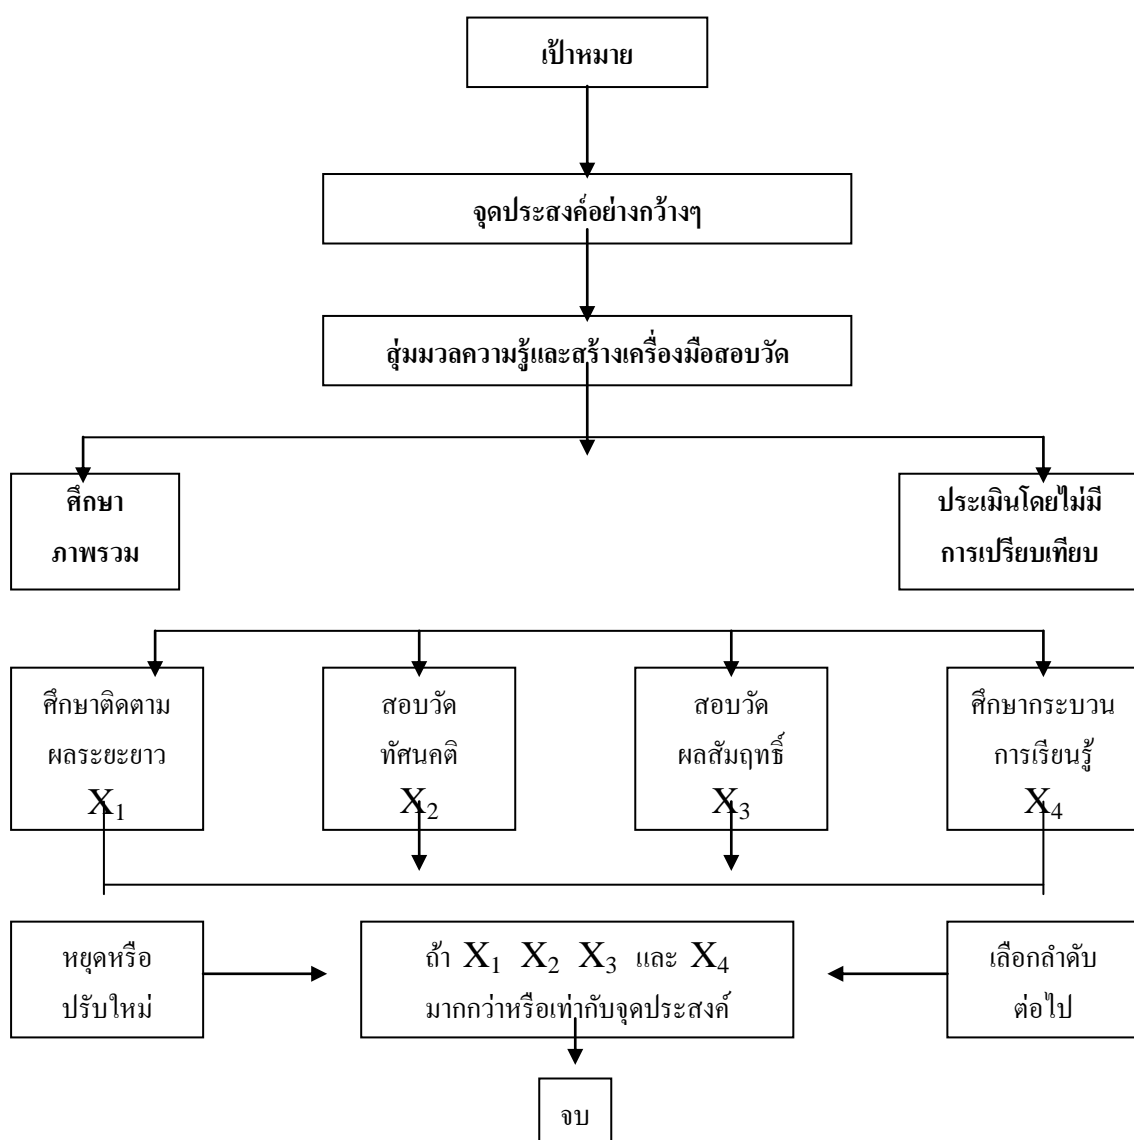 เป้าหมาย
จุดประสงค์อย่างกว้างๆ
สุ่มมวลความรู้และสร้างเครื่องมือสอบวัด
ศึกษา
ภาพรวม
ประเมินโดยไม่มี
การเปรียบเทียบ
ศึกษาติดตาม
ผลระยะยาว
X₁
สอบวัด
ทัศนคติ
X₂
สอบวัด
ผลสัมฤทธิ์
X₃
ศึกษากระบวน
การเรียนรู้
X₄
หยุดหรือ
ปรับใหม่
ถ้า X₁ X₂ X₃ และ X₄
มากกว่าหรือเท่ากับจุดประสงค์
เลือกลำดับ
ต่อไป
จบ